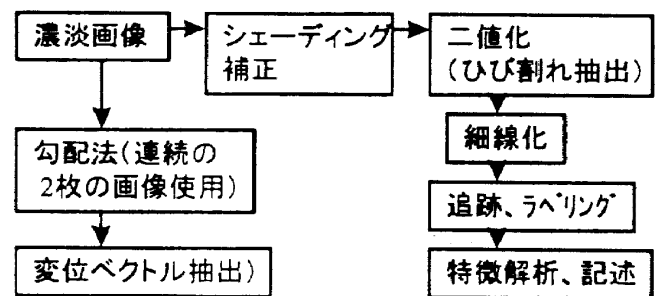 濃淡画像
シェーディング
補正
二値化
(ひび割れ抽出)
細線化
追跡、ラベリング
特徴解析、記述
勾配法(連続の
2枚の画像使用)
変位ベクトル抽出)